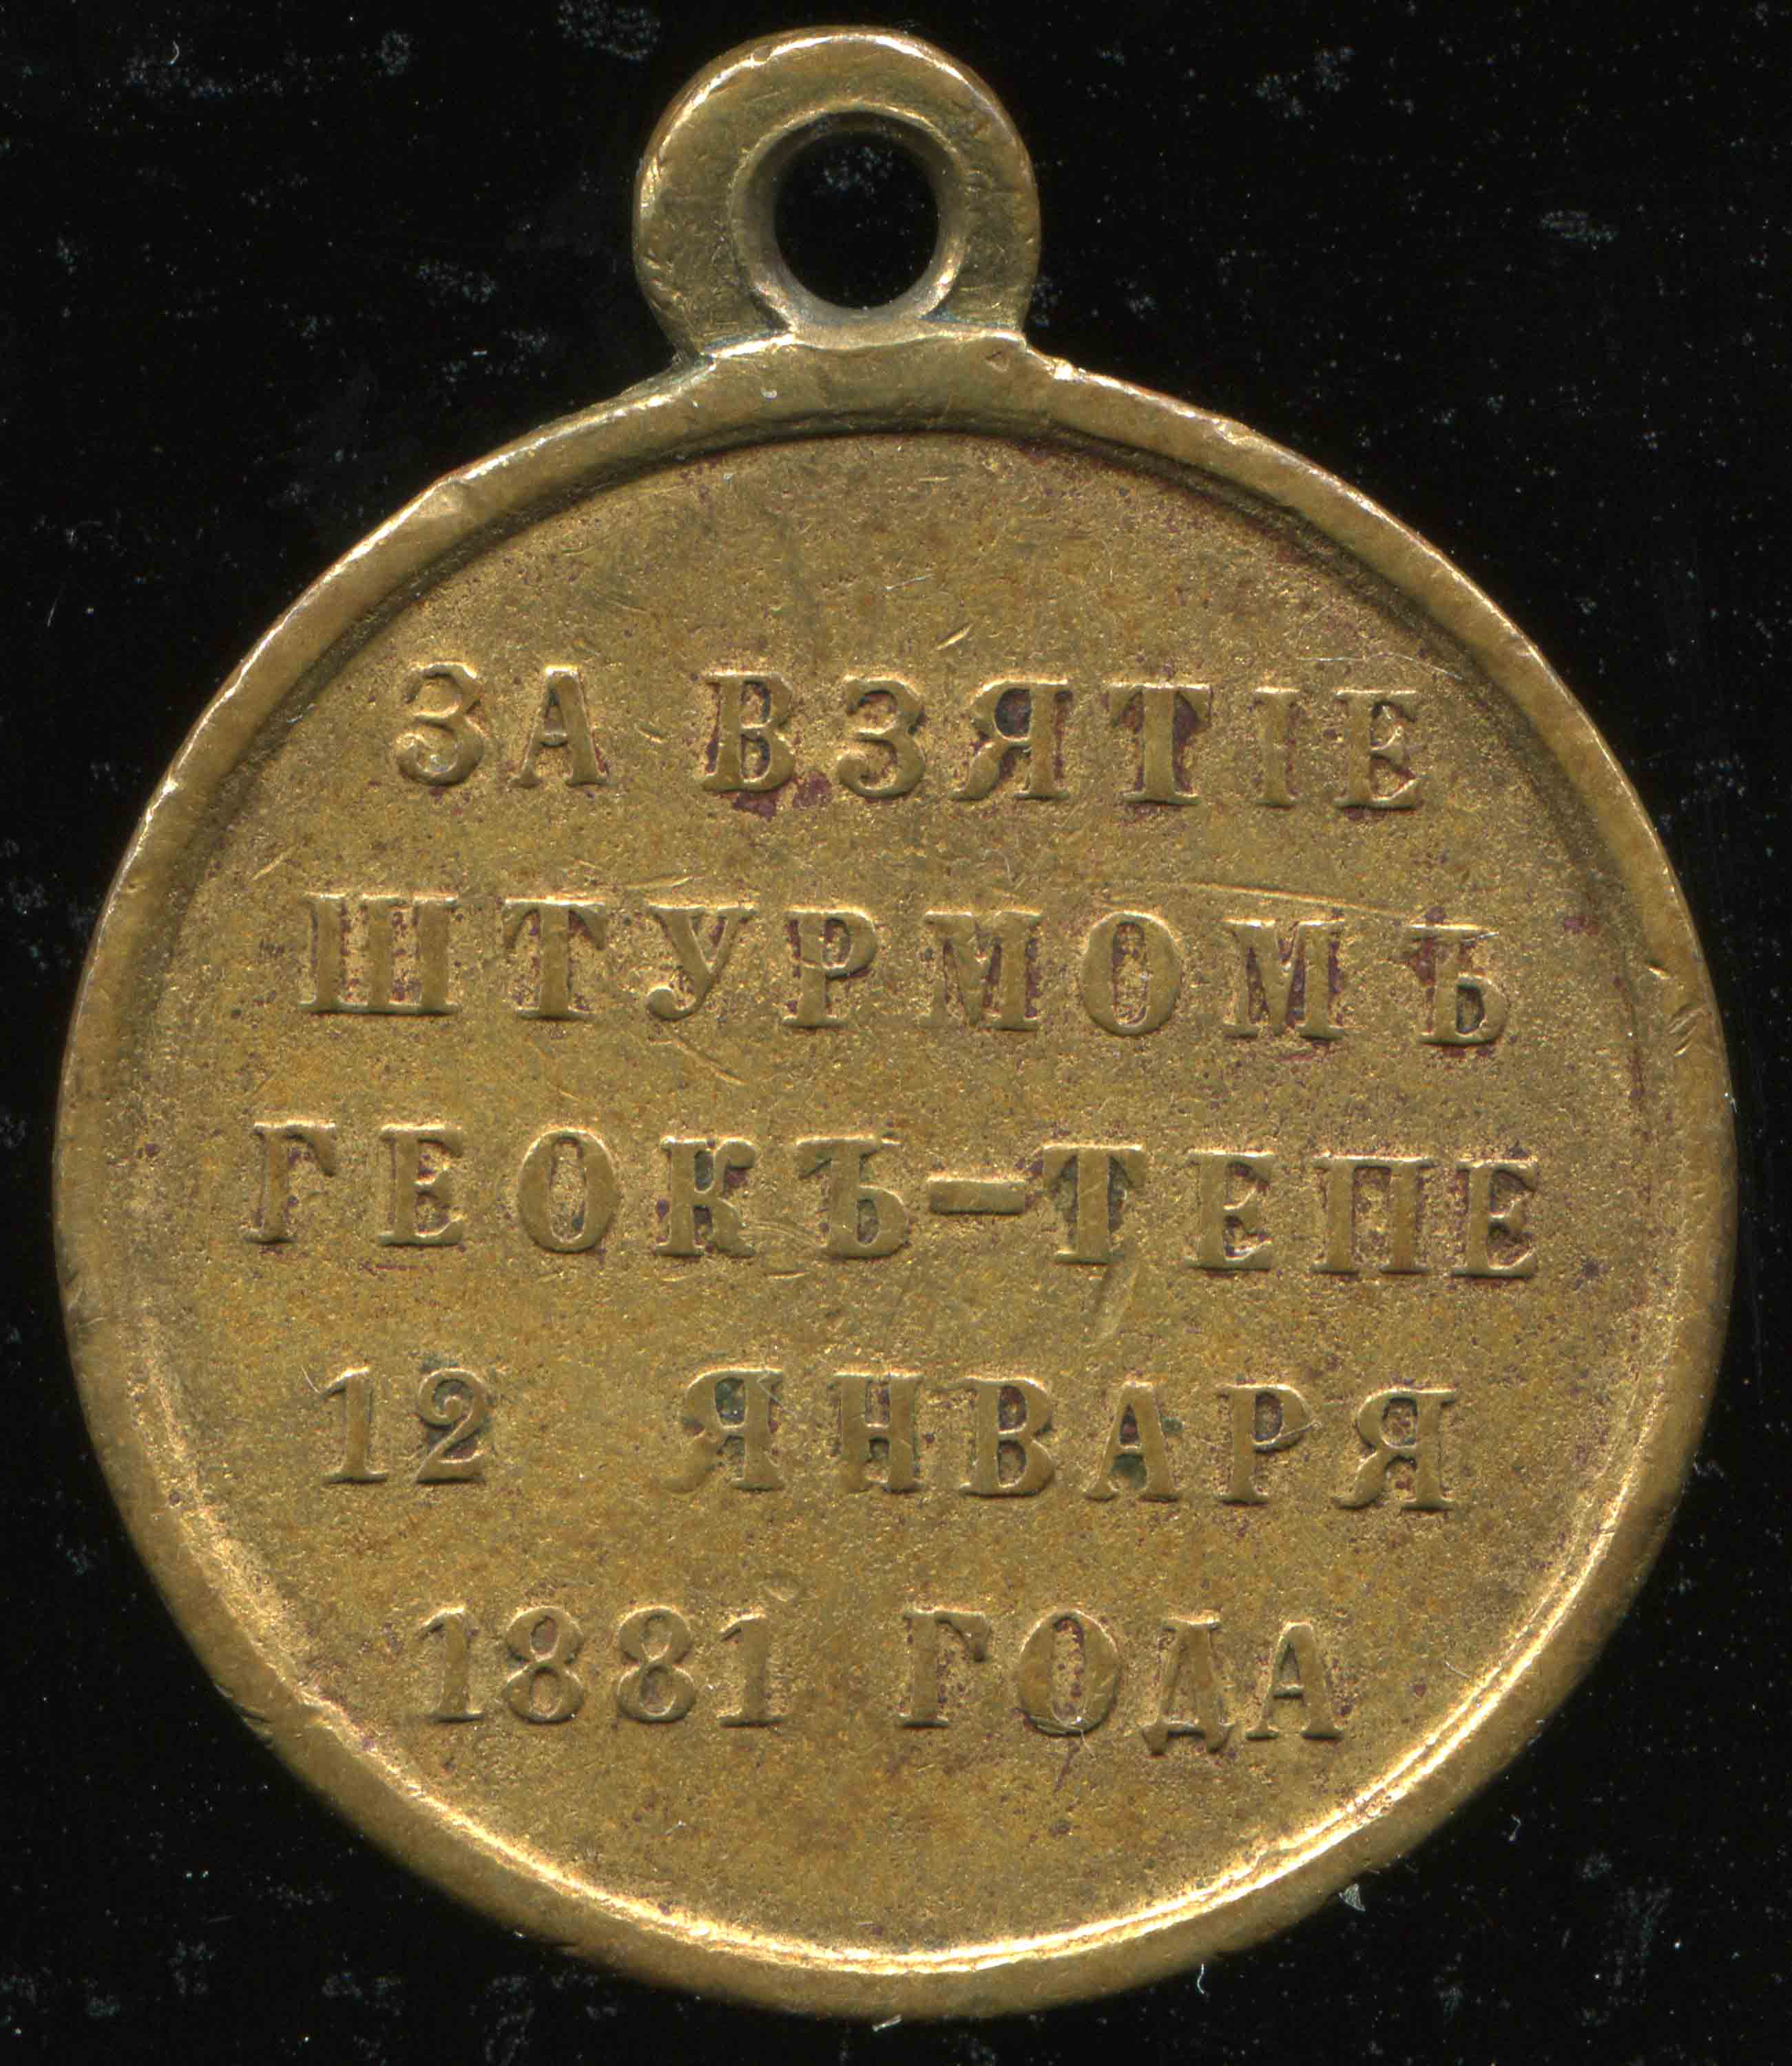 ЗА ВЗЯТІЕ
ШТУРМОМЪ
ГЕОКЪ-ТЕПЕ
12 ЯНВАРЯ
1881 ГОДА